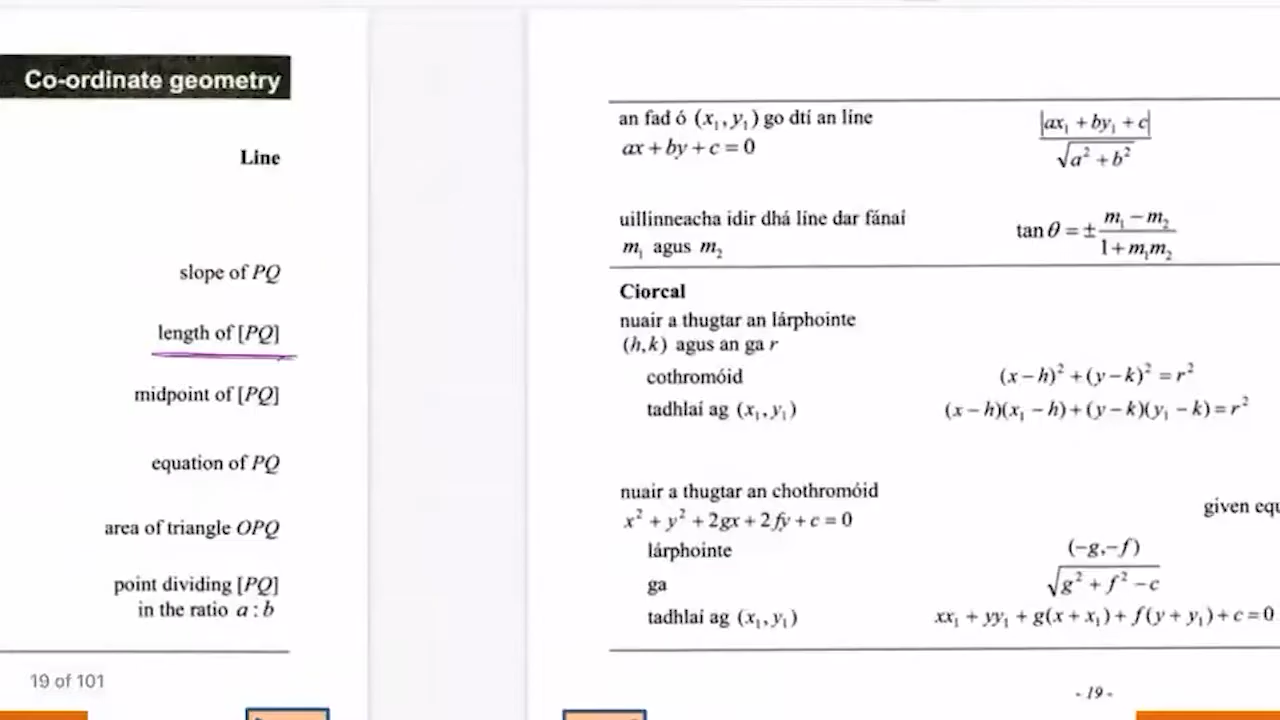 Co-ordinate geometry
Line
slope of PQ
length of [PQ]
midpoint of [PQ]
equation of PQ
area of triangle OPQ
point dividing [PQ]
in the ratio a : b
19 of 101
an fad ó (x₁, y₁) go dtí an líne
ax + by + c = 0
|ax₁ + by₁ + c|
√a² + b²
uillinneacha idir dhá líne dar fánaí
m₁ agus m₂
tan θ = ± m₁ − m₂
1 + m₁m₂
Ciorcal
nuair a thugtar an lárphointe
(h, k) agus an ga r
cothromóid (x − h)² + (y − k)² = r²
tadhlaí ag (x₁, y₁) (x − h)(x₁ − h) + (y − k)(y₁ − k) = r²
nuair a thugtar an chothromóid
x² + y² + 2gx + 2fy + c = 0
given equ
lárphointe (−g, −f)
ga √g² + f² − c
tadhlaí ag (x₁, y₁) xx₁ + yy₁ + g(x + x₁) + f(y + y₁) + c = 0
- 19 -